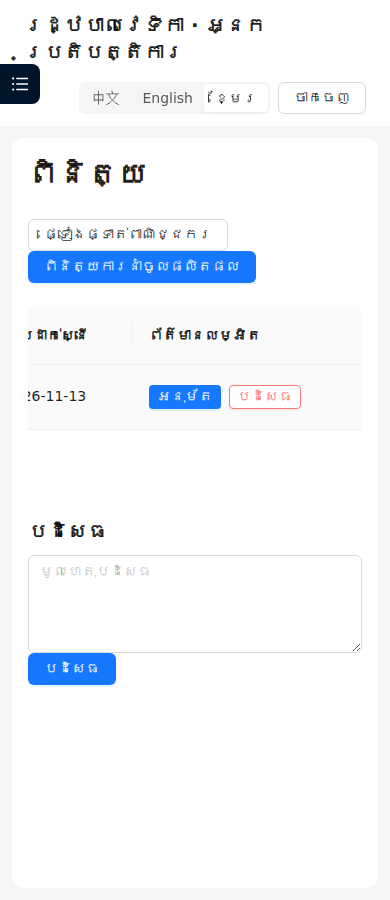 រដ្ឋបាលវេទិកា · អ្នក
ប្រតិបត្តិការ
中文 English ខ្មែរ ចាកចេញ
ពិនិត្យ
ផ្ទៀងផ្ទាត់ពាណិជ្ជករ
ពិនិត្យការនាំចូលផលិតផល
ដាក់ស្នើ ព័ត៌មានលម្អិត
26-11-13 អនុម័ត បដិសេធ
បដិសេធ
មូលហេតុបដិសេធ
បដិសេធ